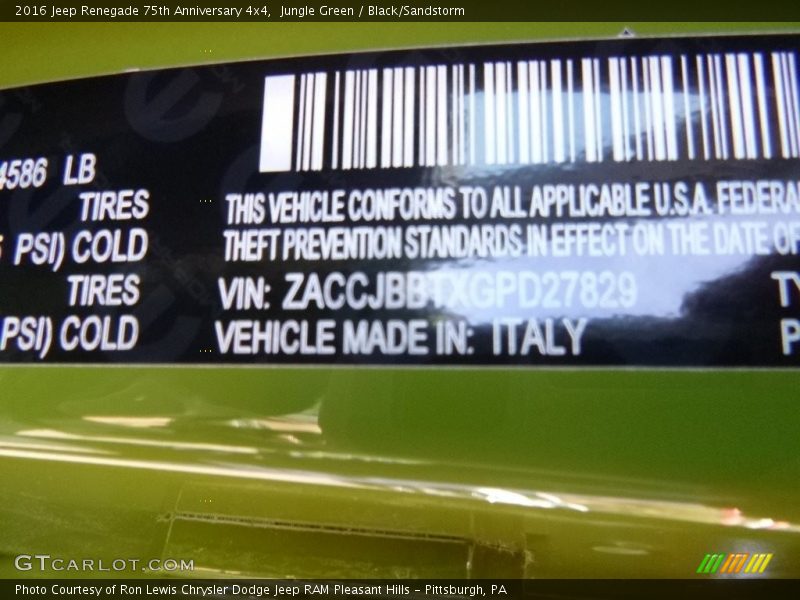 2016 Jeep Renegade 75th Anniversary 4x4, Jungle Green / Black/Sandstorm
4586 LB
TIRES
PSI) COLD
TIRES
PSI) COLD
THIS VEHICLE CONFORMS TO ALL APPLICABLE U.S.A. FEDERA
THEFT PREVENTION STANDARDS IN EFFECT ON THE DATE OF
VIN: ZACCJBBTXGPD27829
VEHICLE MADE IN: ITALY
GTCARLOT.COM
Photo Courtesy of Ron Lewis Chrysler Dodge Jeep RAM Pleasant Hills - Pittsburgh, PA